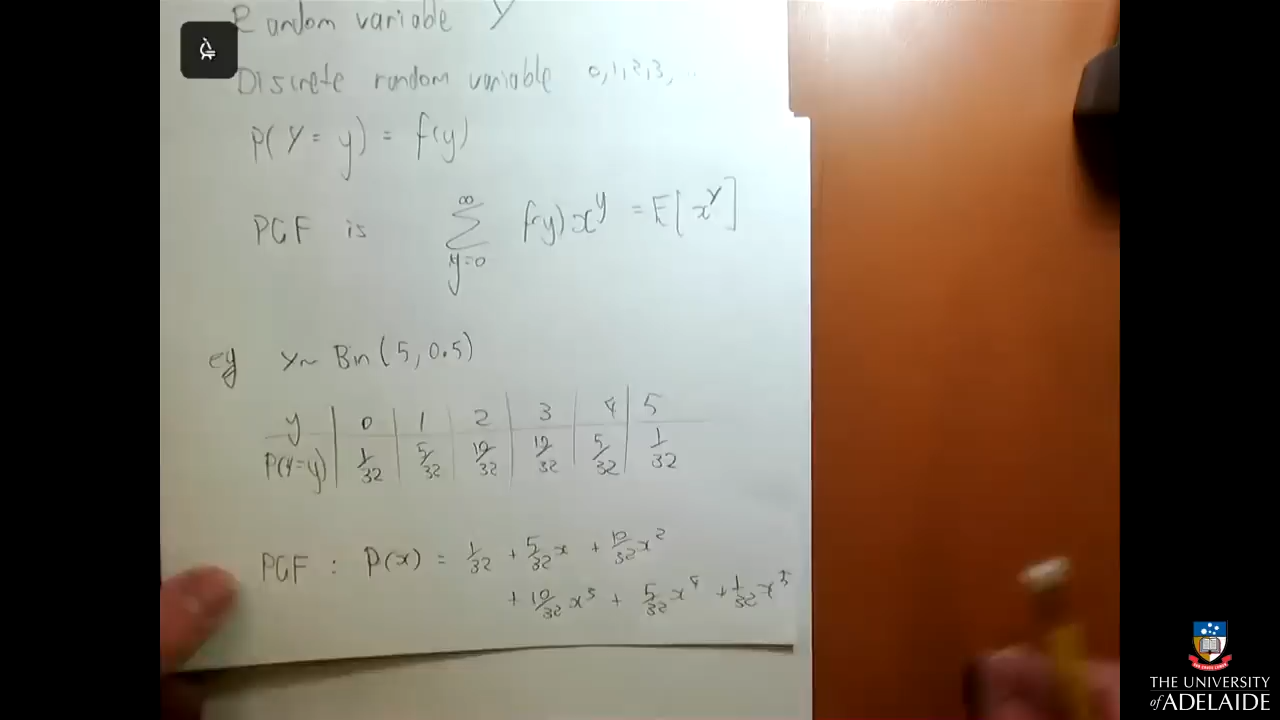 Random variable Y
Discrete random variable 0,1,2,3,...
P(Y = y) = f(y)
PGF is ∑_{y=0}^{∞} f(y) x^y = E[x^Y]
eg Y~ Bin(5, 0.5)
y | 0 | 1 | 2 | 3 | 4 | 5
P(Y=y) | 1/32 | 5/32 | 10/32 | 10/32 | 5/32 | 1/32
PGF : P(x) = 1/32 + 5/32 x + 10/32 x^2
+ 10/32 x^3 + 5/32 x^4 + 1/32 x^5
THE UNIVERSITY
of ADELAIDE